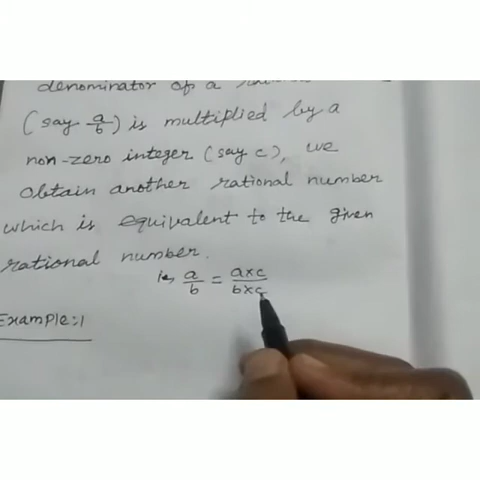 denominator of a
(say a/b) is multiplied by a
non-zero integer (say c), we
obtain another rational number
which is equivalent to the given
rational number.
ie, a/b = a×c/b×c
Example:1